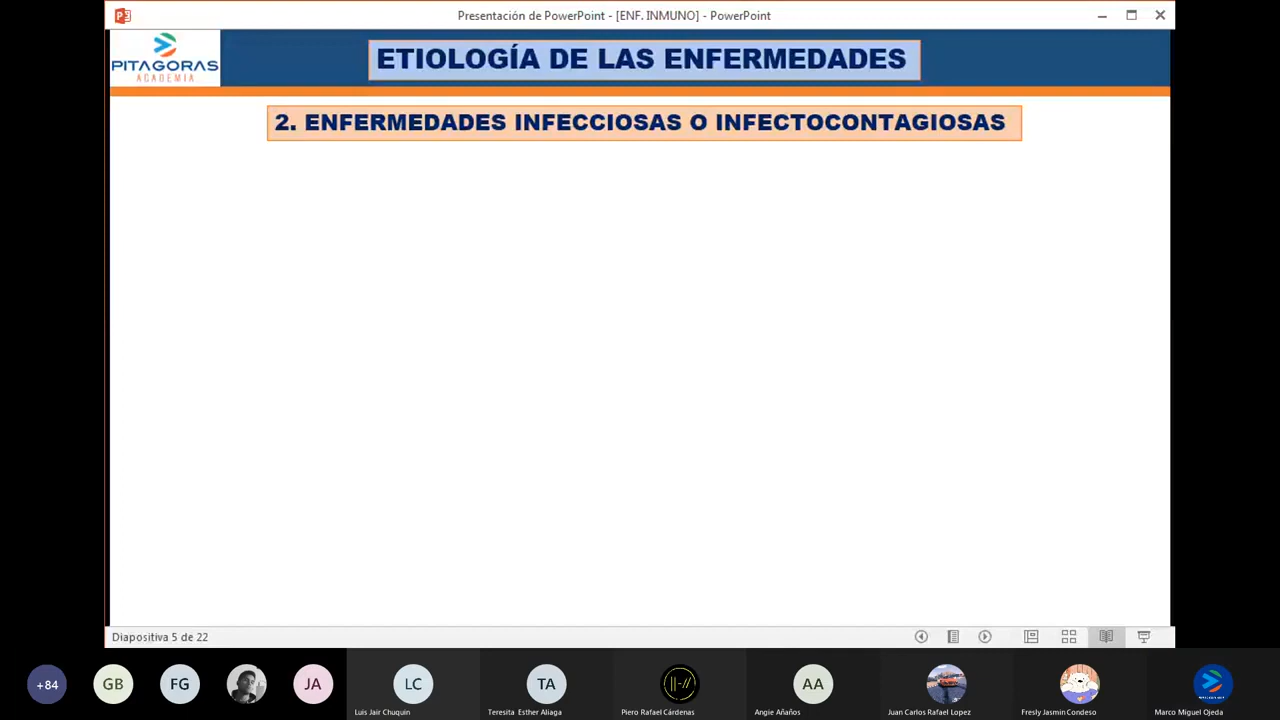 Presentación de PowerPoint - [ENF. INMUNO] - PowerPoint
PITAGORAS
ACADEMIA
ETIOLOGÍA DE LAS ENFERMEDADES
2. ENFERMEDADES INFECCIOSAS O INFECTOCONTAGIOSAS
Diapositiva 5 de 22
+84
GB
FG
JA
LC
TA
AA
Luis Jair Chuquin
Teresita Esther Aliaga
Piero Rafael Cárdenas
Angie Añaños
Juan Carlos Rafael Lopez
Fresly Jasmin Condeso
Marco Miguel Ojeda